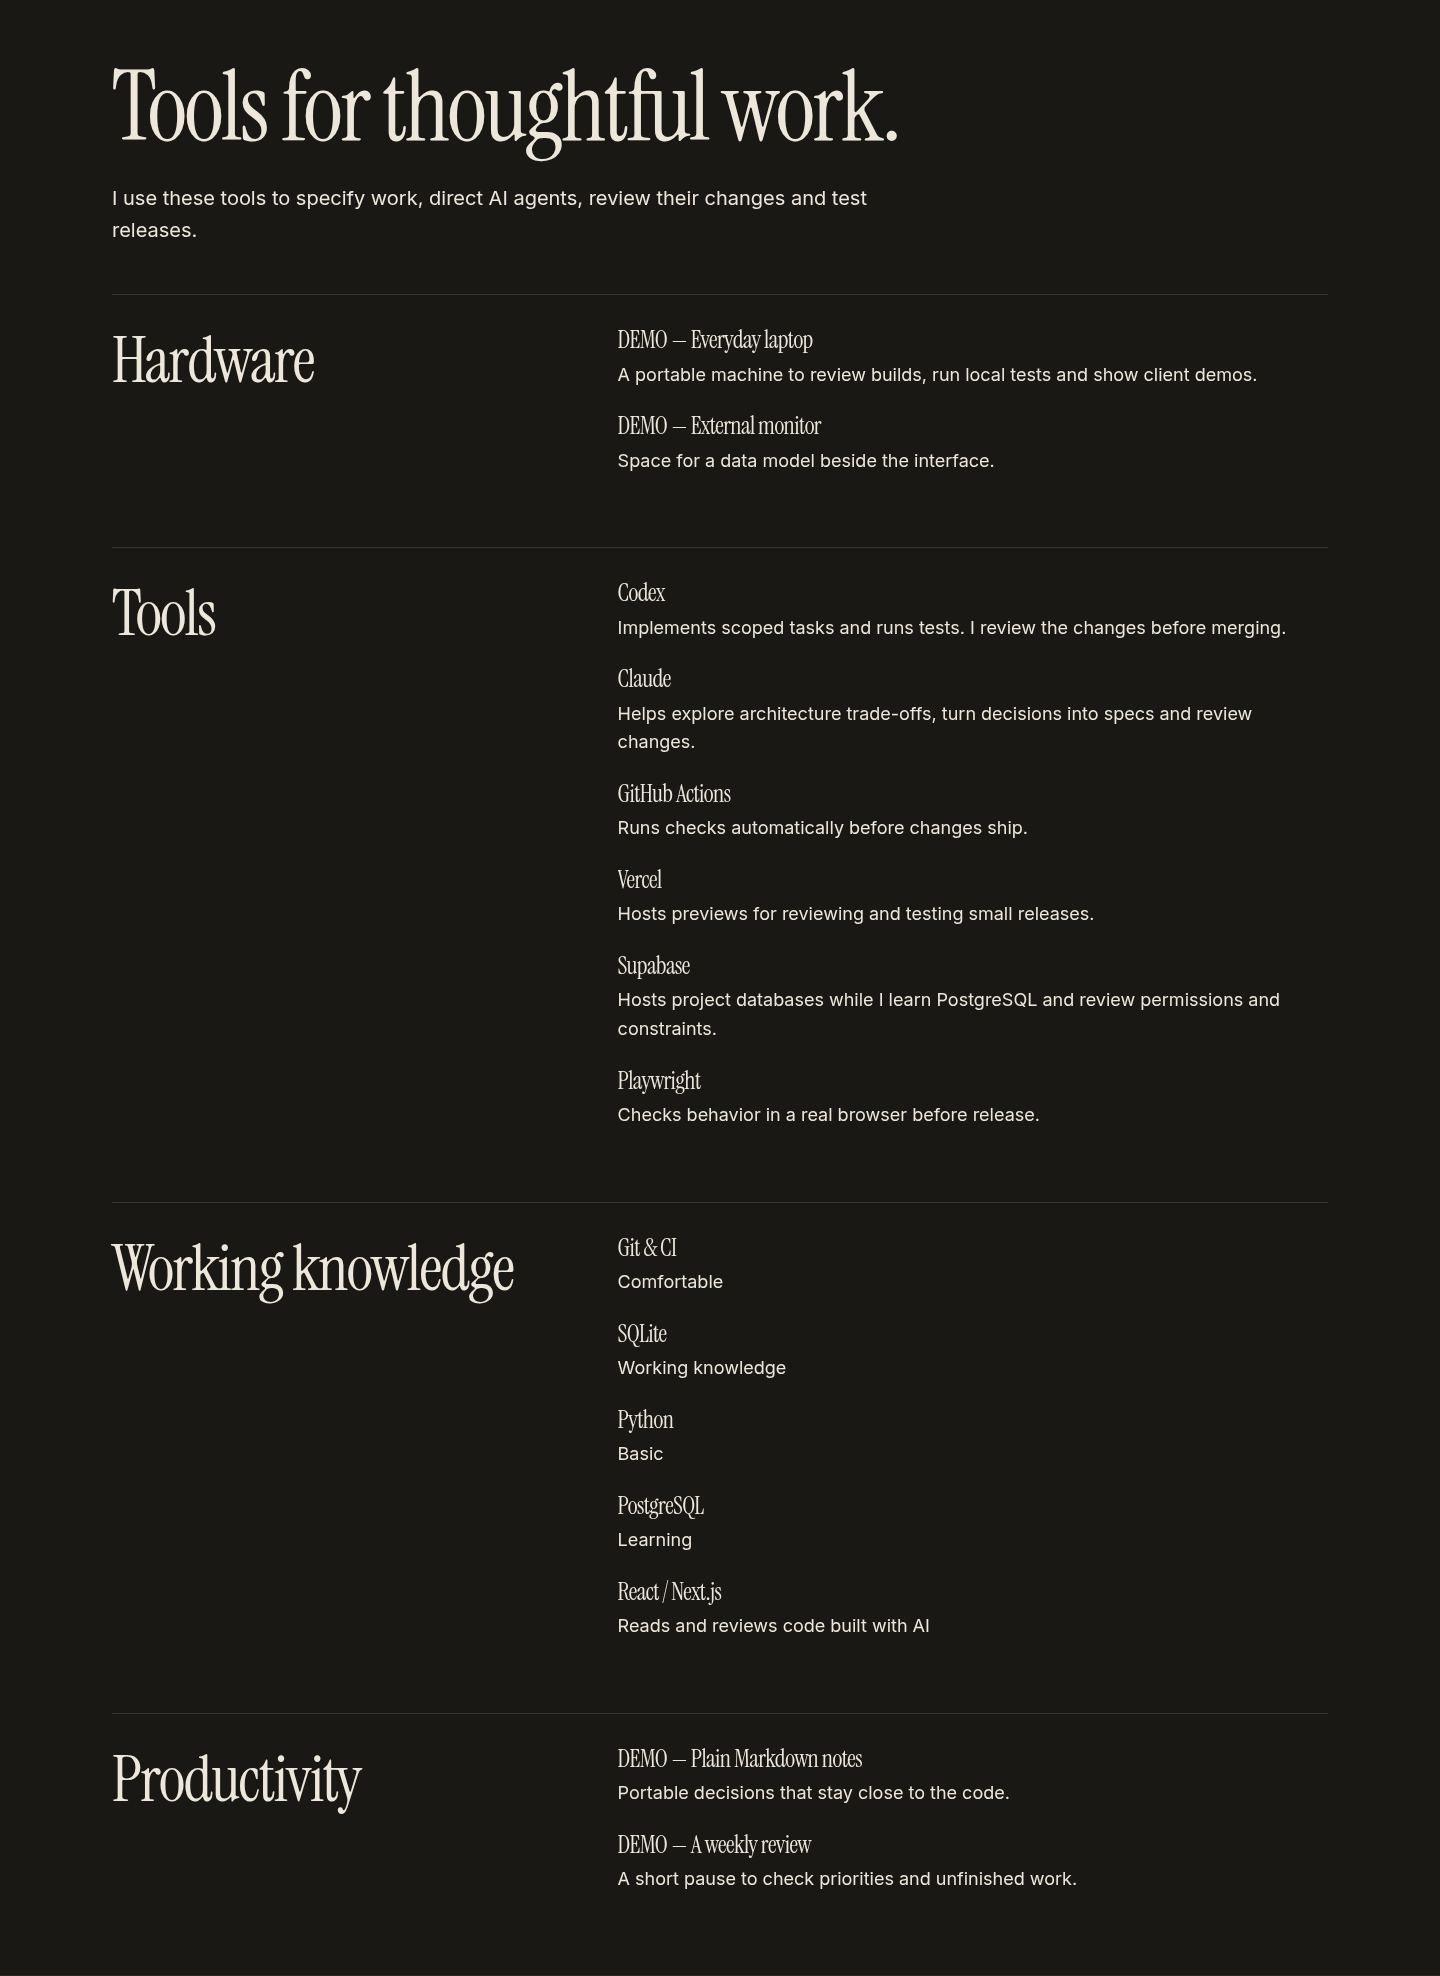 Tools for thoughtful work.
I use these tools to specify work, direct AI agents, review their changes and test
releases.
Hardware
DEMO — Everyday laptop
A portable machine to review builds, run local tests and show client demos.
DEMO — External monitor
Space for a data model beside the interface.
Tools
Codex
Implements scoped tasks and runs tests. I review the changes before merging.
Claude
Helps explore architecture trade-offs, turn decisions into specs and review
changes.
GitHub Actions
Runs checks automatically before changes ship.
Vercel
Hosts previews for reviewing and testing small releases.
Supabase
Hosts project databases while I learn PostgreSQL and review permissions and
constraints.
Playwright
Checks behavior in a real browser before release.
Working knowledge
Git & CI
Comfortable
SQLite
Working knowledge
Python
Basic
PostgreSQL
Learning
React / Next.js
Reads and reviews code built with AI
Productivity
DEMO — Plain Markdown notes
Portable decisions that stay close to the code.
DEMO — A weekly review
A short pause to check priorities and unfinished work.